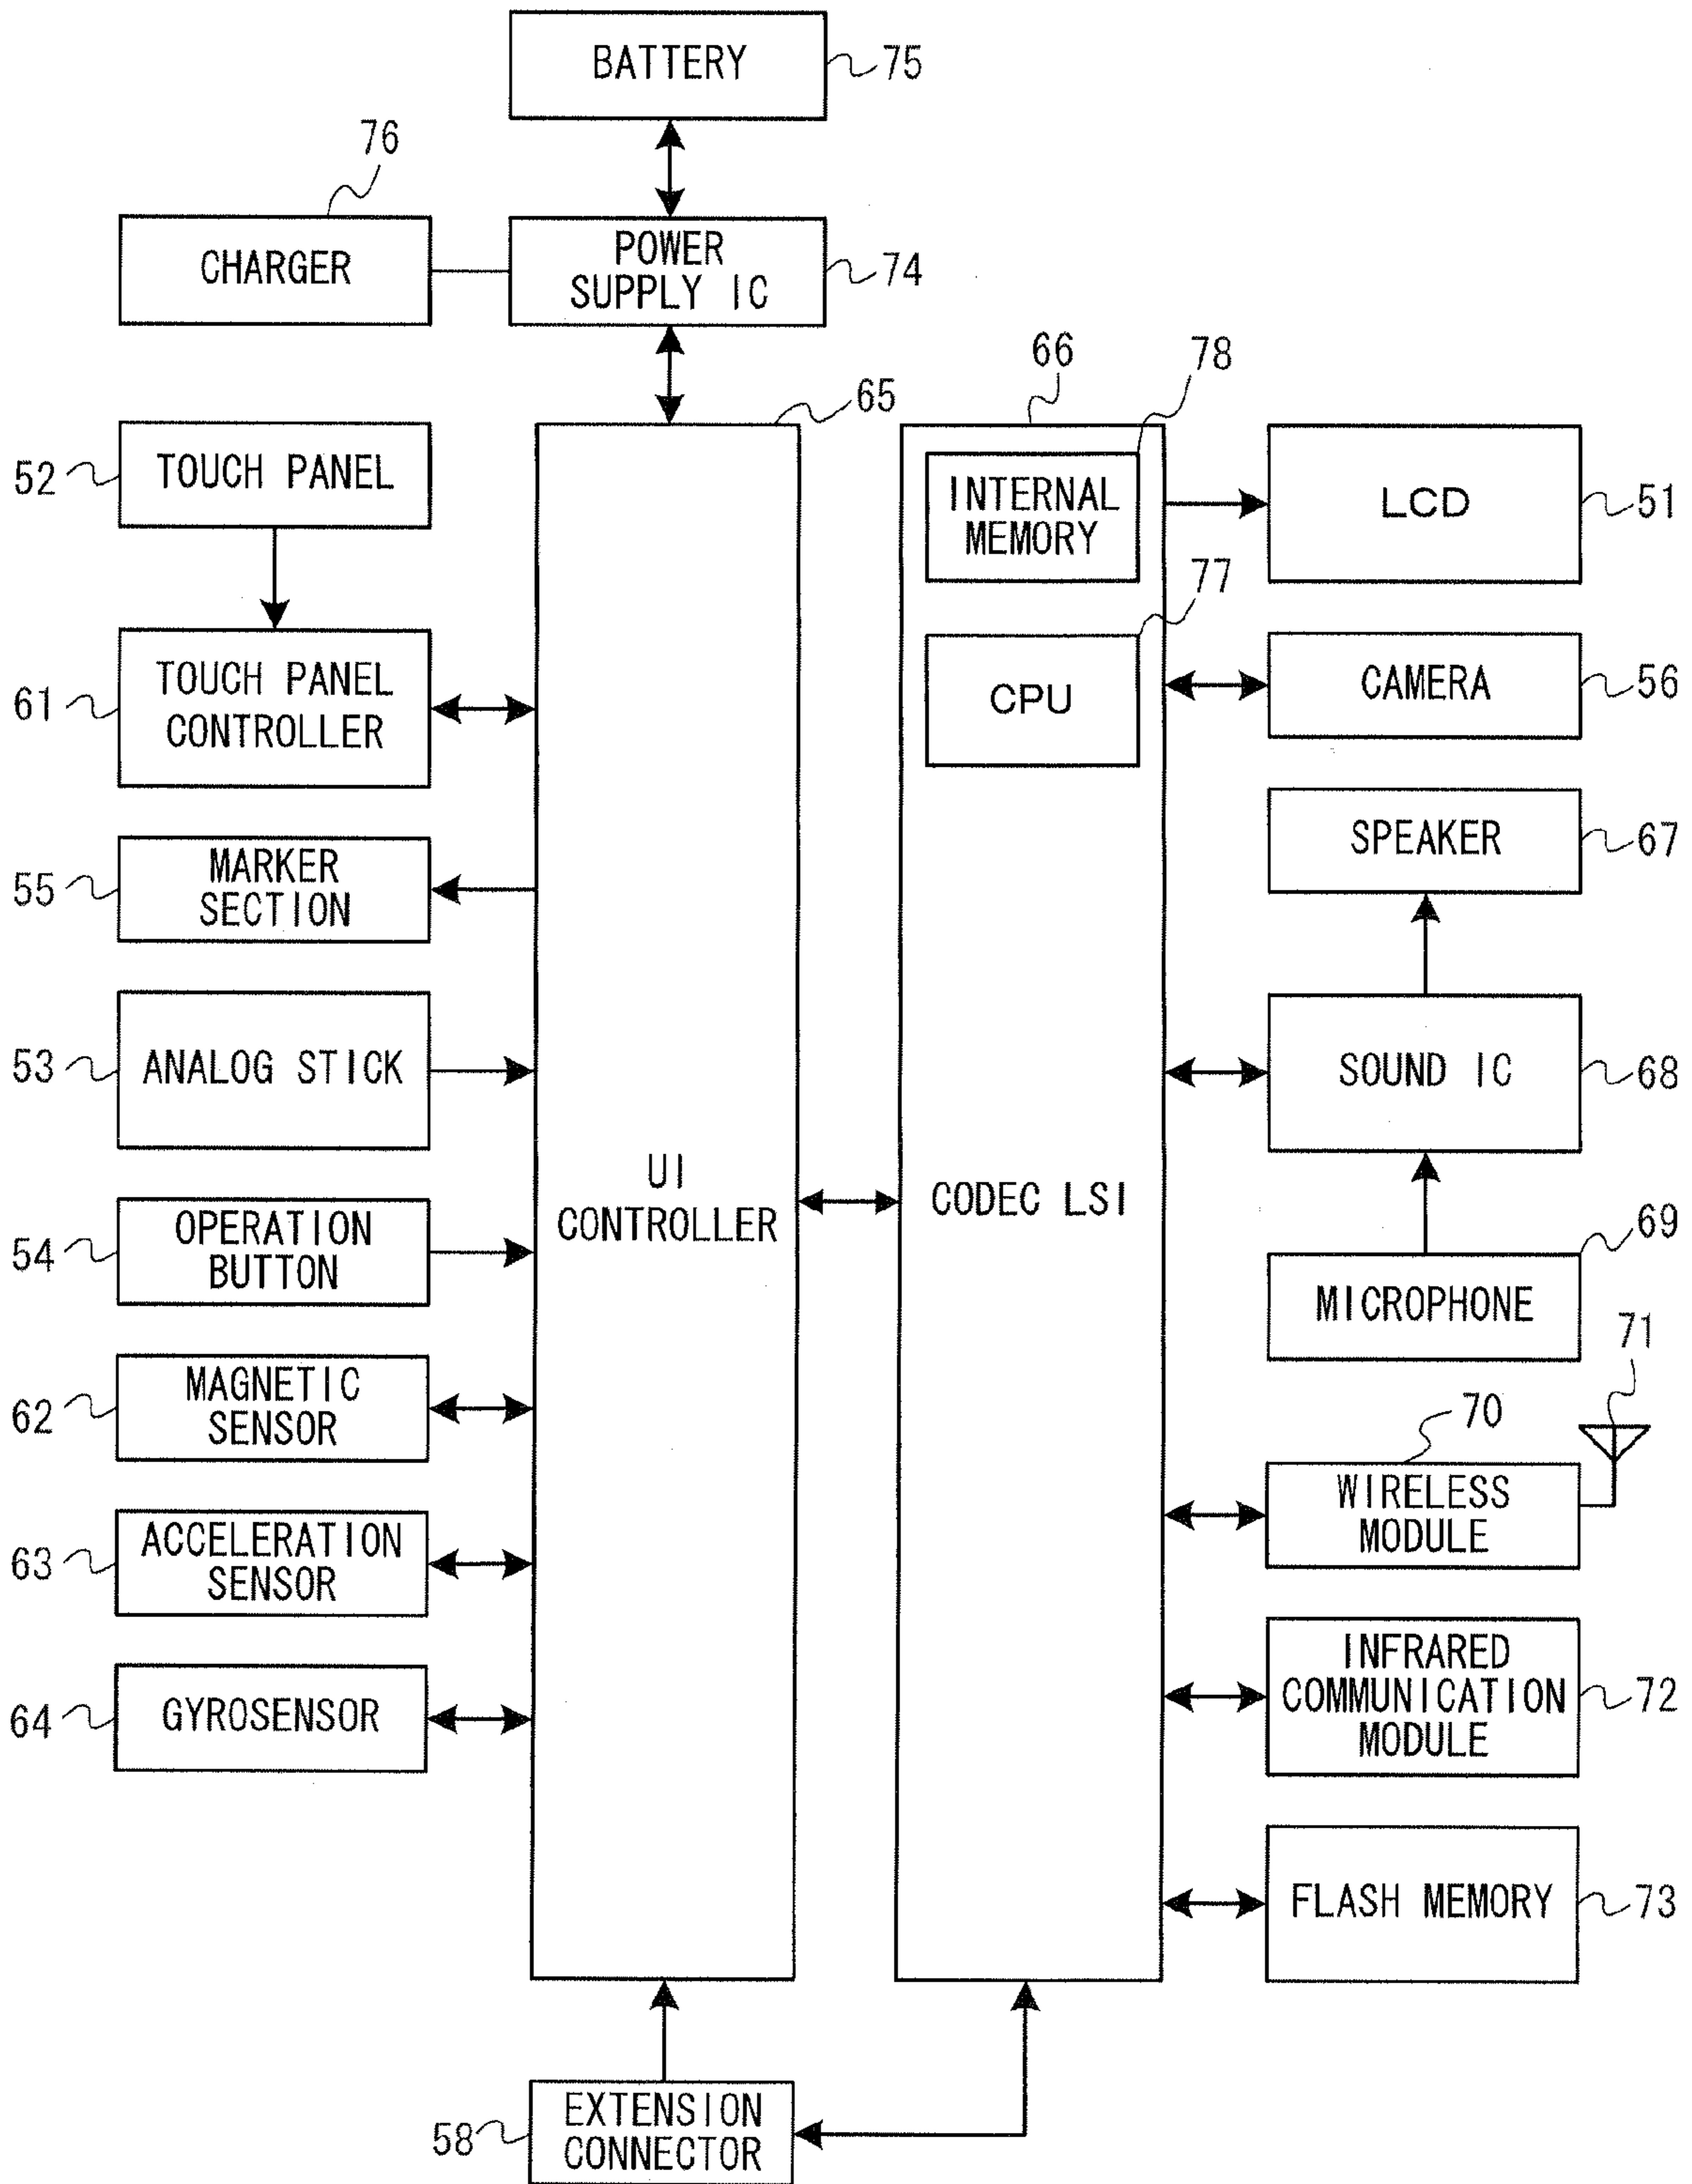 BATTERY
75
76
CHARGER
POWER
SUPPLY IC
74
65
66
78
52
TOUCH PANEL
INTERNAL
MEMORY
LCD
51
77
61
TOUCH PANEL
CONTROLLER
CPU
CAMERA
56
55
MARKER
SECTION
SPEAKER
67
53
ANALOG STICK
SOUND IC
68
UI
CONTROLLER
CODEC LSI
54
OPERATION
BUTTON
69
MICROPHONE
71
62
MAGNETIC
SENSOR
70
WIRELESS
MODULE
63
ACCELERATION
SENSOR
64
GYROSENSOR
INFRARED
COMMUNICATION
MODULE
72
FLASH MEMORY
73
58
EXTENSION
CONNECTOR